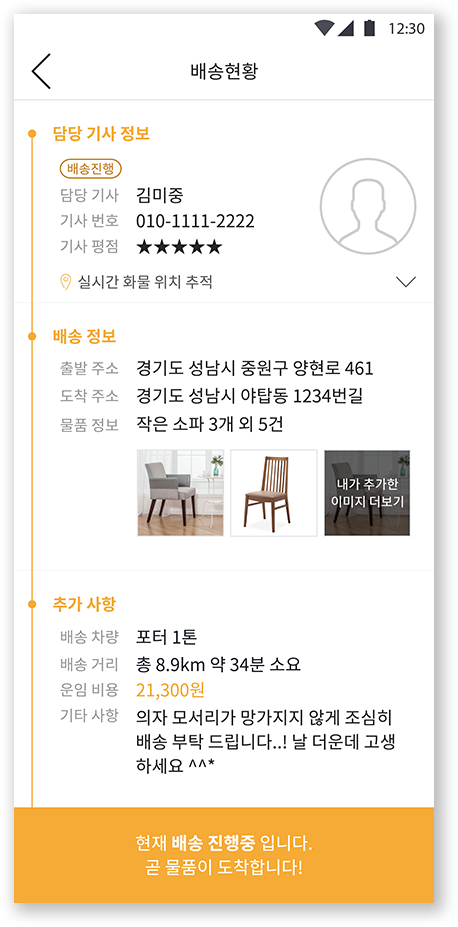 12:30
배송현황
담당 기사 정보
배송진행
담당 기사 김미중
기사 번호 010-1111-2222
기사 평점 ★★★★★
실시간 화물 위치 추적
배송 정보
출발 주소 경기도 성남시 중원구 양현로 461
도착 주소 경기도 성남시 야탑동 1234번길
물품 정보 작은 소파 3개 외 5건
내가 추가한
이미지 더보기
추가 사항
배송 차량 포터 1톤
배송 거리 총 8.9km 약 34분 소요
운임 비용 21,300원
기타 사항 의자 모서리가 망가지지 않게 조심히
배송 부탁 드립니다..! 날 더운데 고생
하세요 ^^*
현재 배송 진행중 입니다.
곧 물품이 도착합니다!